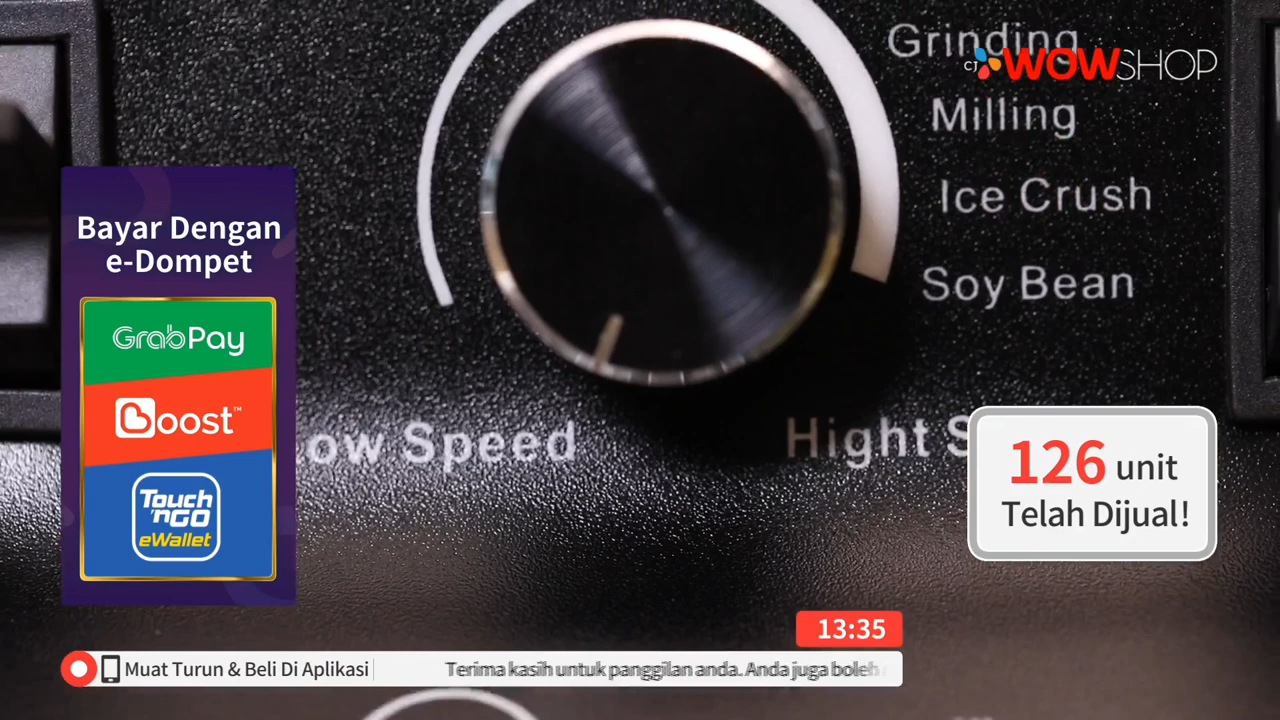 Grinding
CJ WOWSHOP
Milling
Ice Crush
Soy Bean
Bayar Dengan
e-Dompet
GrabPay
Boost™
Touch
'nGO
eWallet
ow Speed
Hight S
126 unit
Telah Dijual!
13:35
Muat Turun & Beli Di Aplikasi
Terima kasih untuk panggilan anda. Anda juga boleh